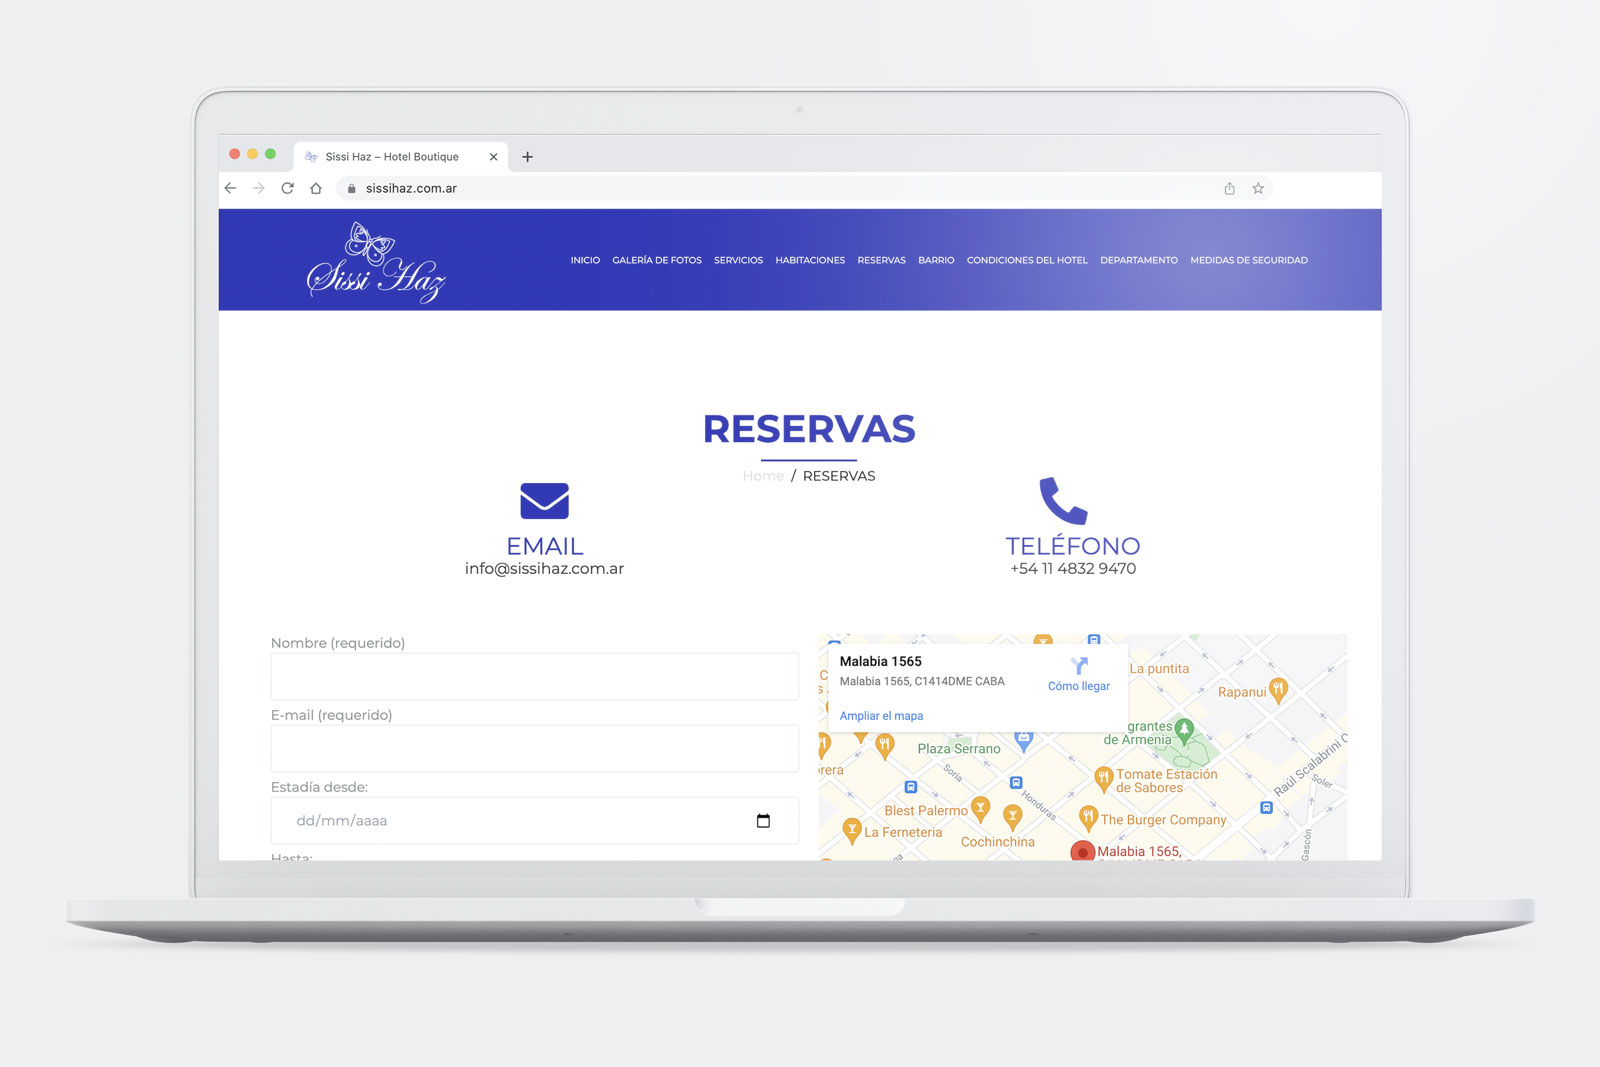 Sissi Haz – Hotel Boutique
sissihaz.com.ar
Sissi Haz
INICIO GALERÍA DE FOTOS SERVICIOS HABITACIONES RESERVAS BARRIO CONDICIONES DEL HOTEL DEPARTAMENTO MEDIDAS DE SEGURIDAD
RESERVAS
Home / RESERVAS
EMAIL
info@sissihaz.com.ar
TELÉFONO
+54 11 4832 9470
Nombre (requerido)
E-mail (requerido)
Estadía desde:
dd/mm/aaaa
Hasta:
Malabia 1565
Malabia 1565, C1414DME CABA
Cómo llegar
Ampliar el mapa
La puntita
Rapanui
grantes
de Armenia
Plaza Serrano
rera
Soria
Honduras
Tomate Estación
de Sabores
Raúl Scalabrini O
Soler
Blest Palermo
The Burger Company
La Ferneteria
Cochinchina
Gascón
Malabia 1565,